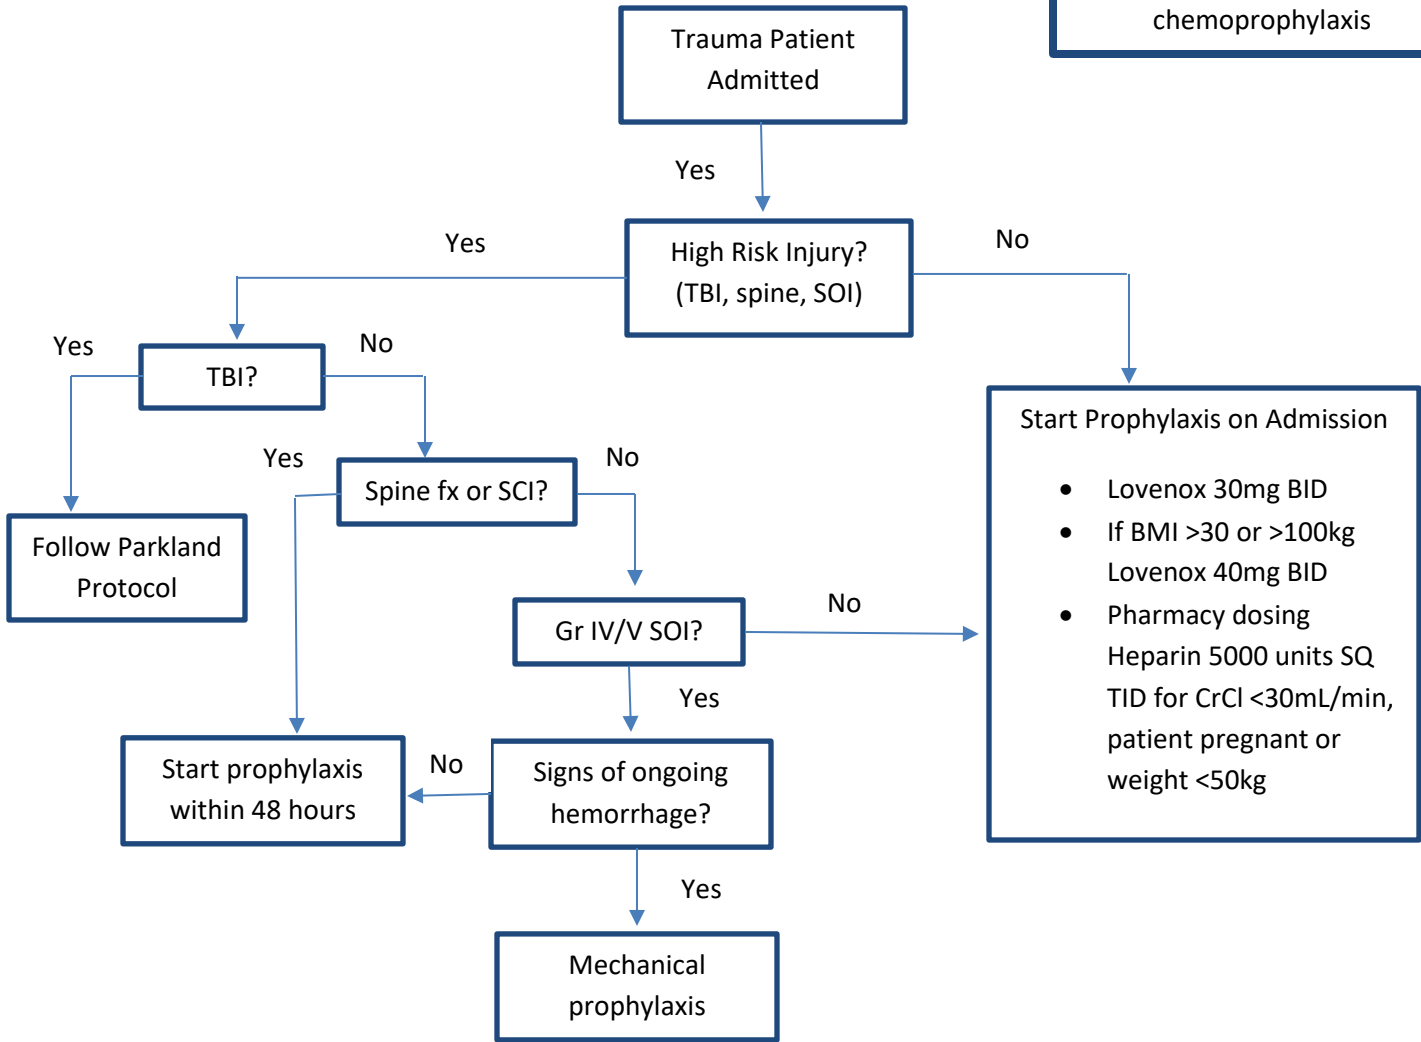 chemoprophylaxis
Trauma Patient
Admitted
Yes
High Risk Injury?
(TBI, spine, SOI)
Yes
No
TBI?
Yes
No
Follow Parkland
Protocol
Spine fx or SCI?
Yes
No
Gr IV/V SOI?
No
Yes
Start prophylaxis
within 48 hours
No
Signs of ongoing
hemorrhage?
Yes
Mechanical
prophylaxis
Start Prophylaxis on Admission
• Lovenox 30mg BID
• If BMI >30 or >100kg
Lovenox 40mg BID
• Pharmacy dosing
Heparin 5000 units SQ
TID for CrCl <30mL/min,
patient pregnant or
weight <50kg